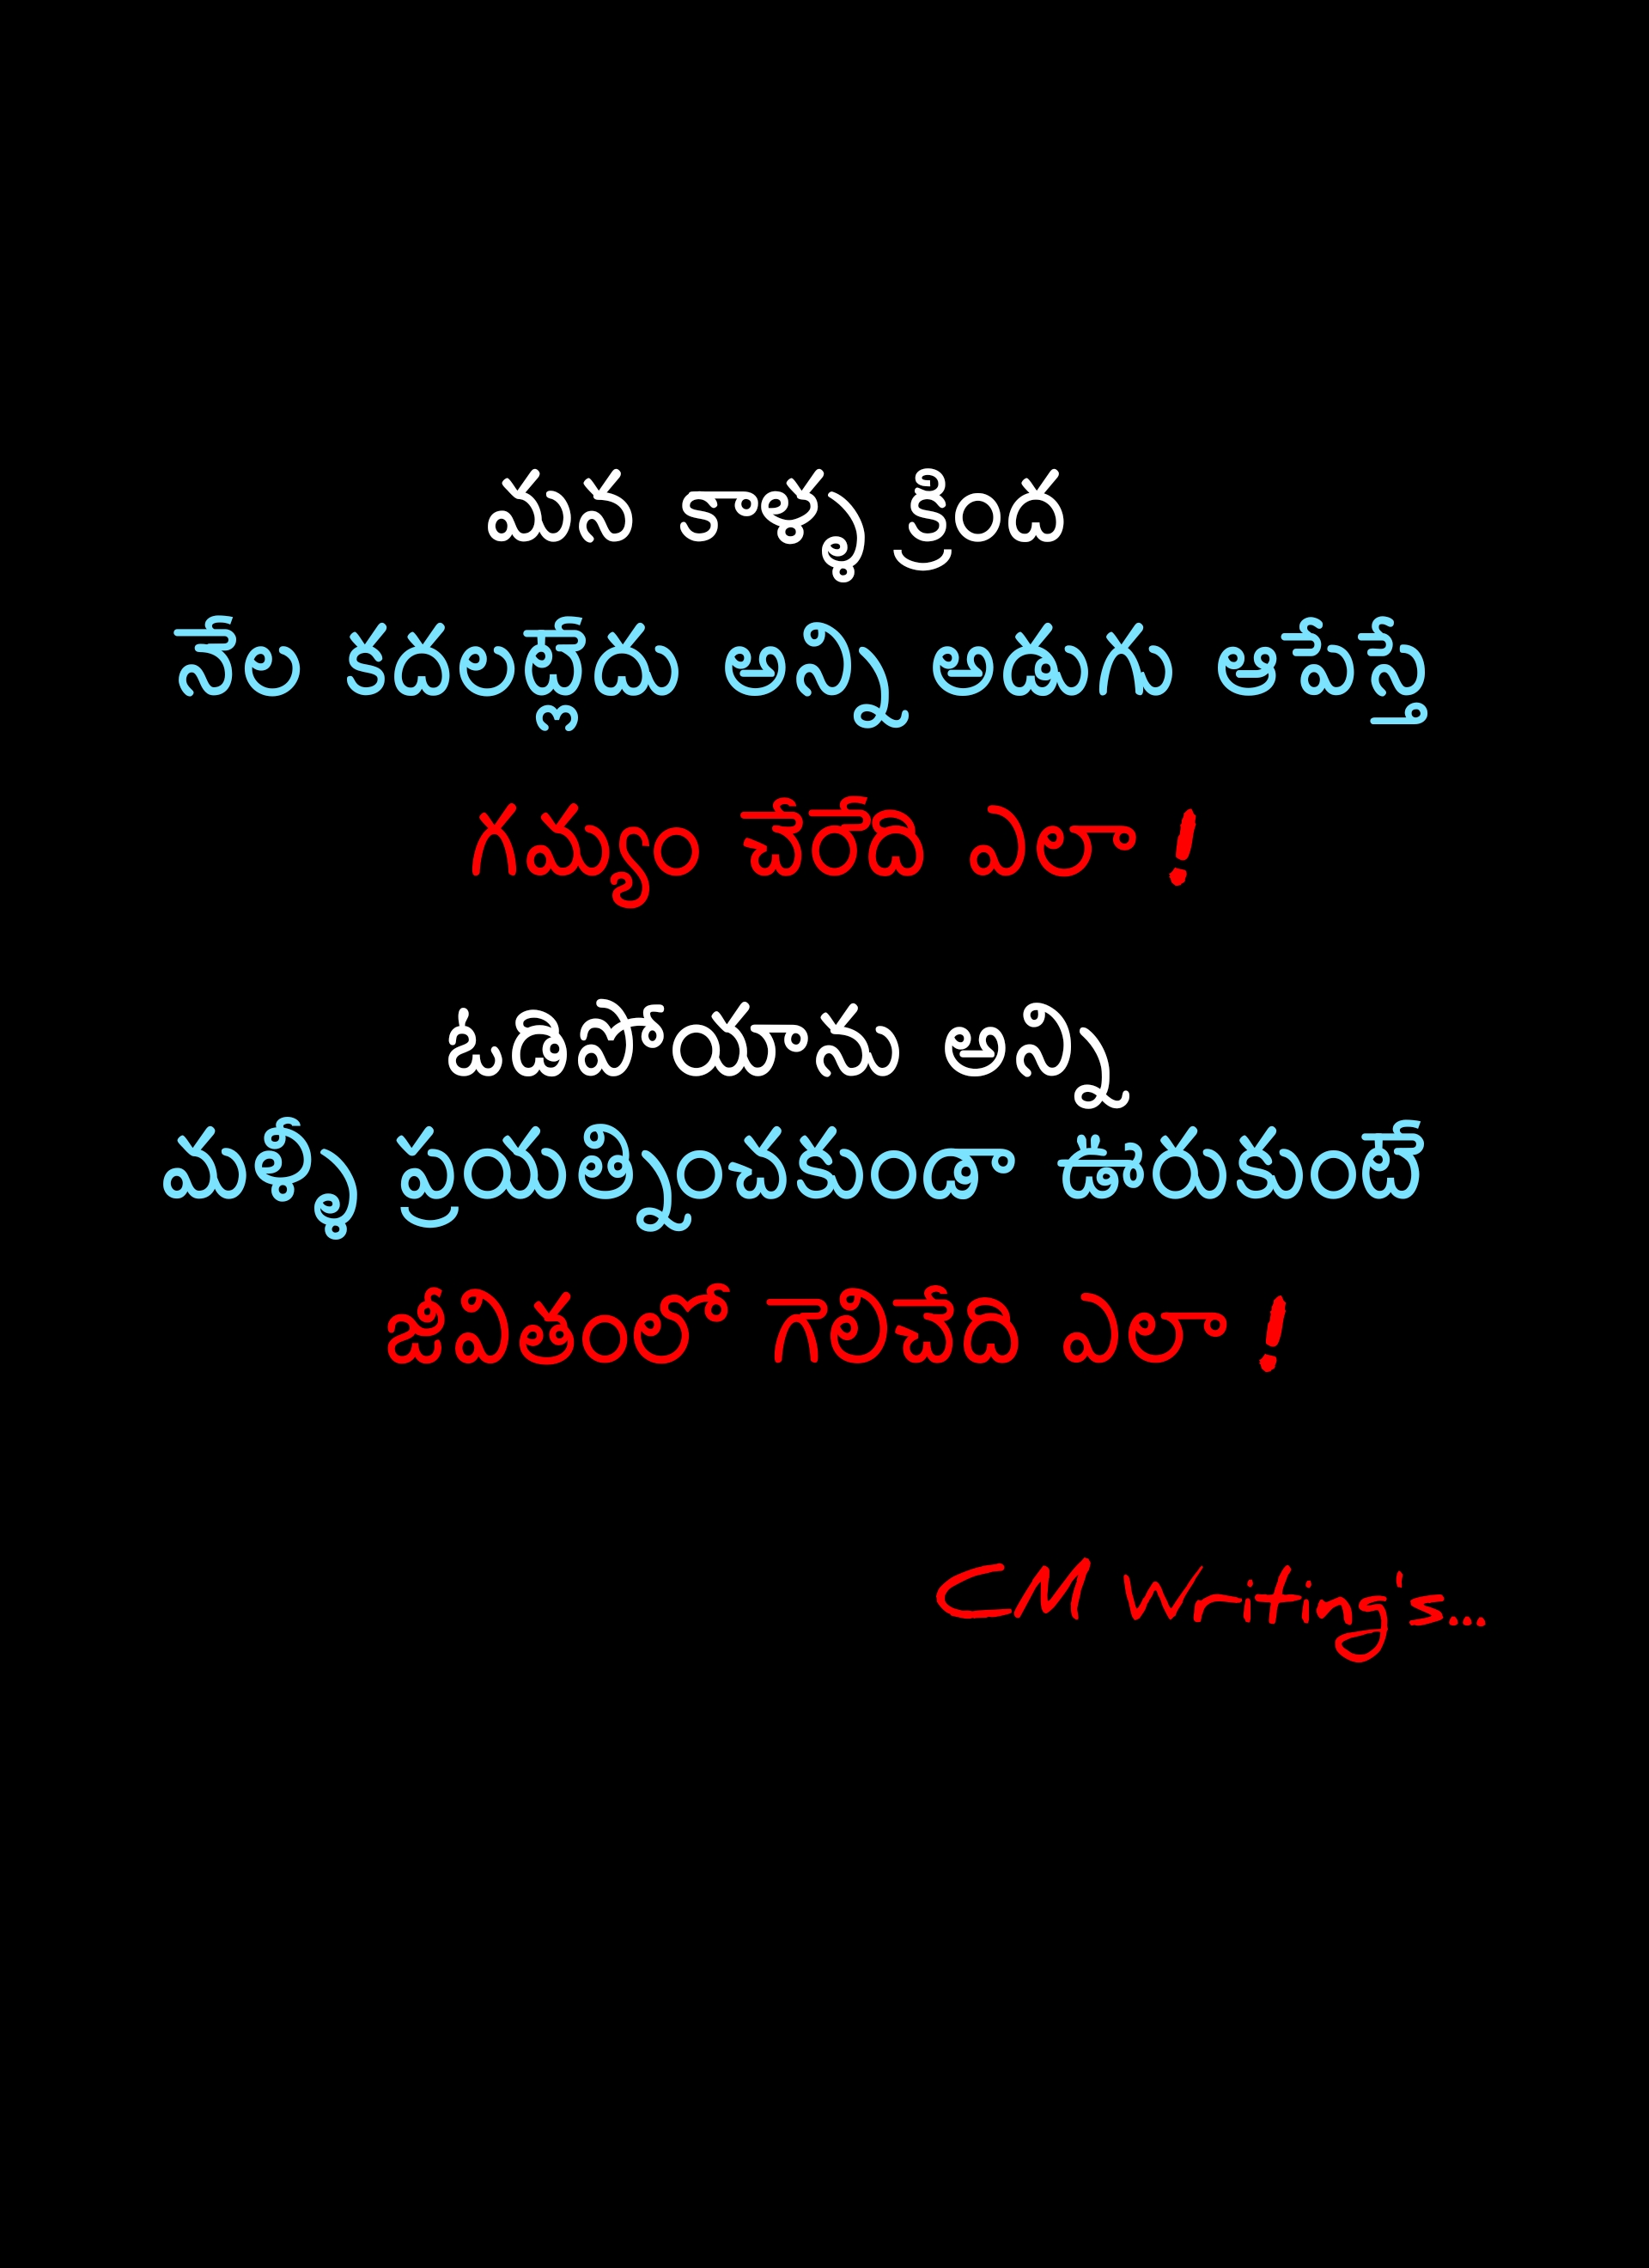 మన కాళ్ళ క్రింద
నేల కదలట్లేదు అన్ని అడుగు ఆపేస్తే
గమ్యం చేరేది ఎలా !
ఓడిపోయాను అన్ని
మళ్ళీ ప్రయత్నించకుండా ఊరుకుంటే
జీవితంలో గెలిచేది ఎలా !
CM Writing's...